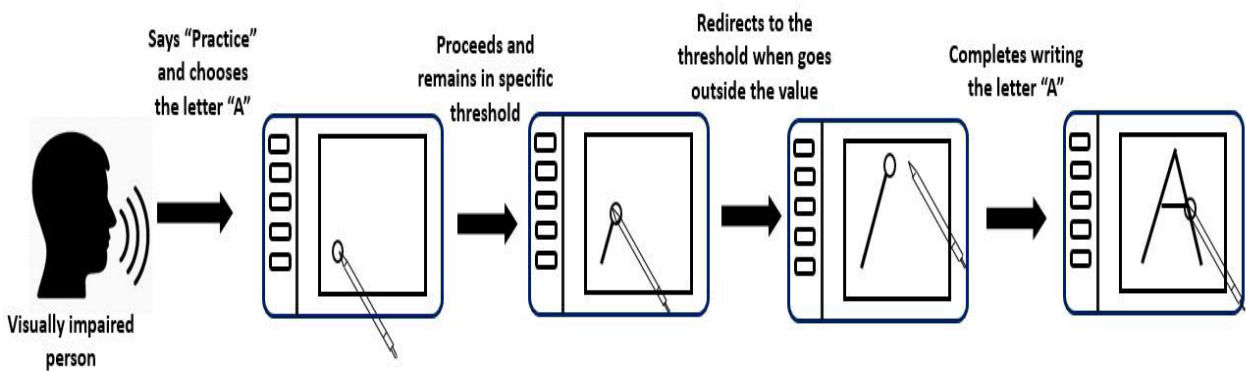 Says “Practice”
and chooses
the letter “A”
Proceeds and
remains in specific
threshold
Redirects to the
threshold when goes
outside the value
Completes writing
the letter “A”
A
Visually impaired
person